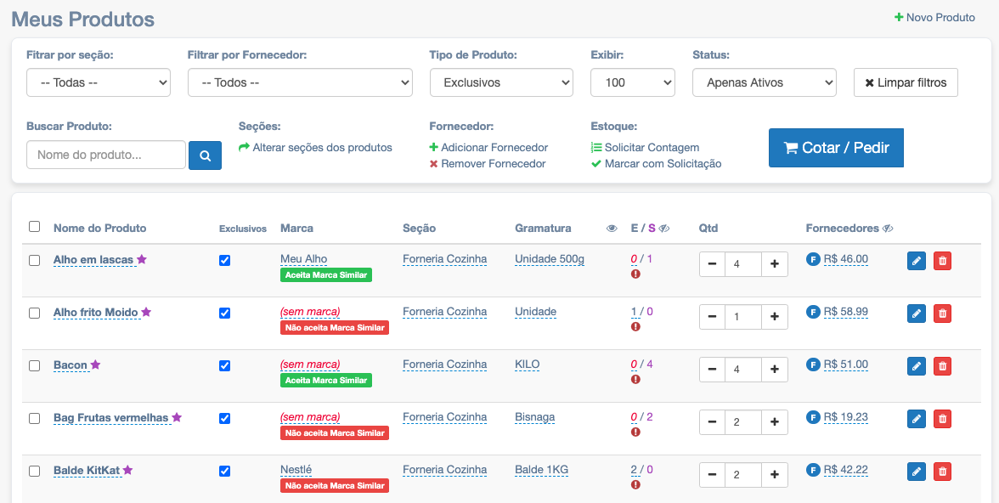 Meus Produtos
Novo Produto
Fitrar por seção: Filtrar por Fornecedor: Tipo de Produto: Exibir: Status:
-- Todas -- -- Todos -- Exclusivos 100 Apenas Ativos Limpar filtros
Buscar Produto: Seções: Fornecedor: Estoque:
Nome do produto... Alterar seções dos produtos Adicionar Fornecedor Solicitar Contagem Cotar / Pedir
Remover Fornecedor Marcar com Solicitação
Nome do Produto Exclusivos Marca Seção Gramatura E / S Qtd Fornecedores
Alho em lascas Meu Alho Forneria Cozinha Unidade 500g 0 / 1 4 F R$ 46.00
Aceita Marca Similar
Alho frito Moido (sem marca) Forneria Cozinha Unidade 1 / 0 1 F R$ 58.99
Não aceita Marca Similar
Bacon (sem marca) Forneria Cozinha KILO 0 / 4 4 F R$ 51.00
Aceita Marca Similar
Bag Frutas vermelhas (sem marca) Forneria Cozinha Bisnaga 0 / 2 2 F R$ 19.23
Não aceita Marca Similar
Balde KitKat Nestlé Forneria Cozinha Balde 1KG 2 / 0 2 F R$ 42.22
Não aceita Marca Similar